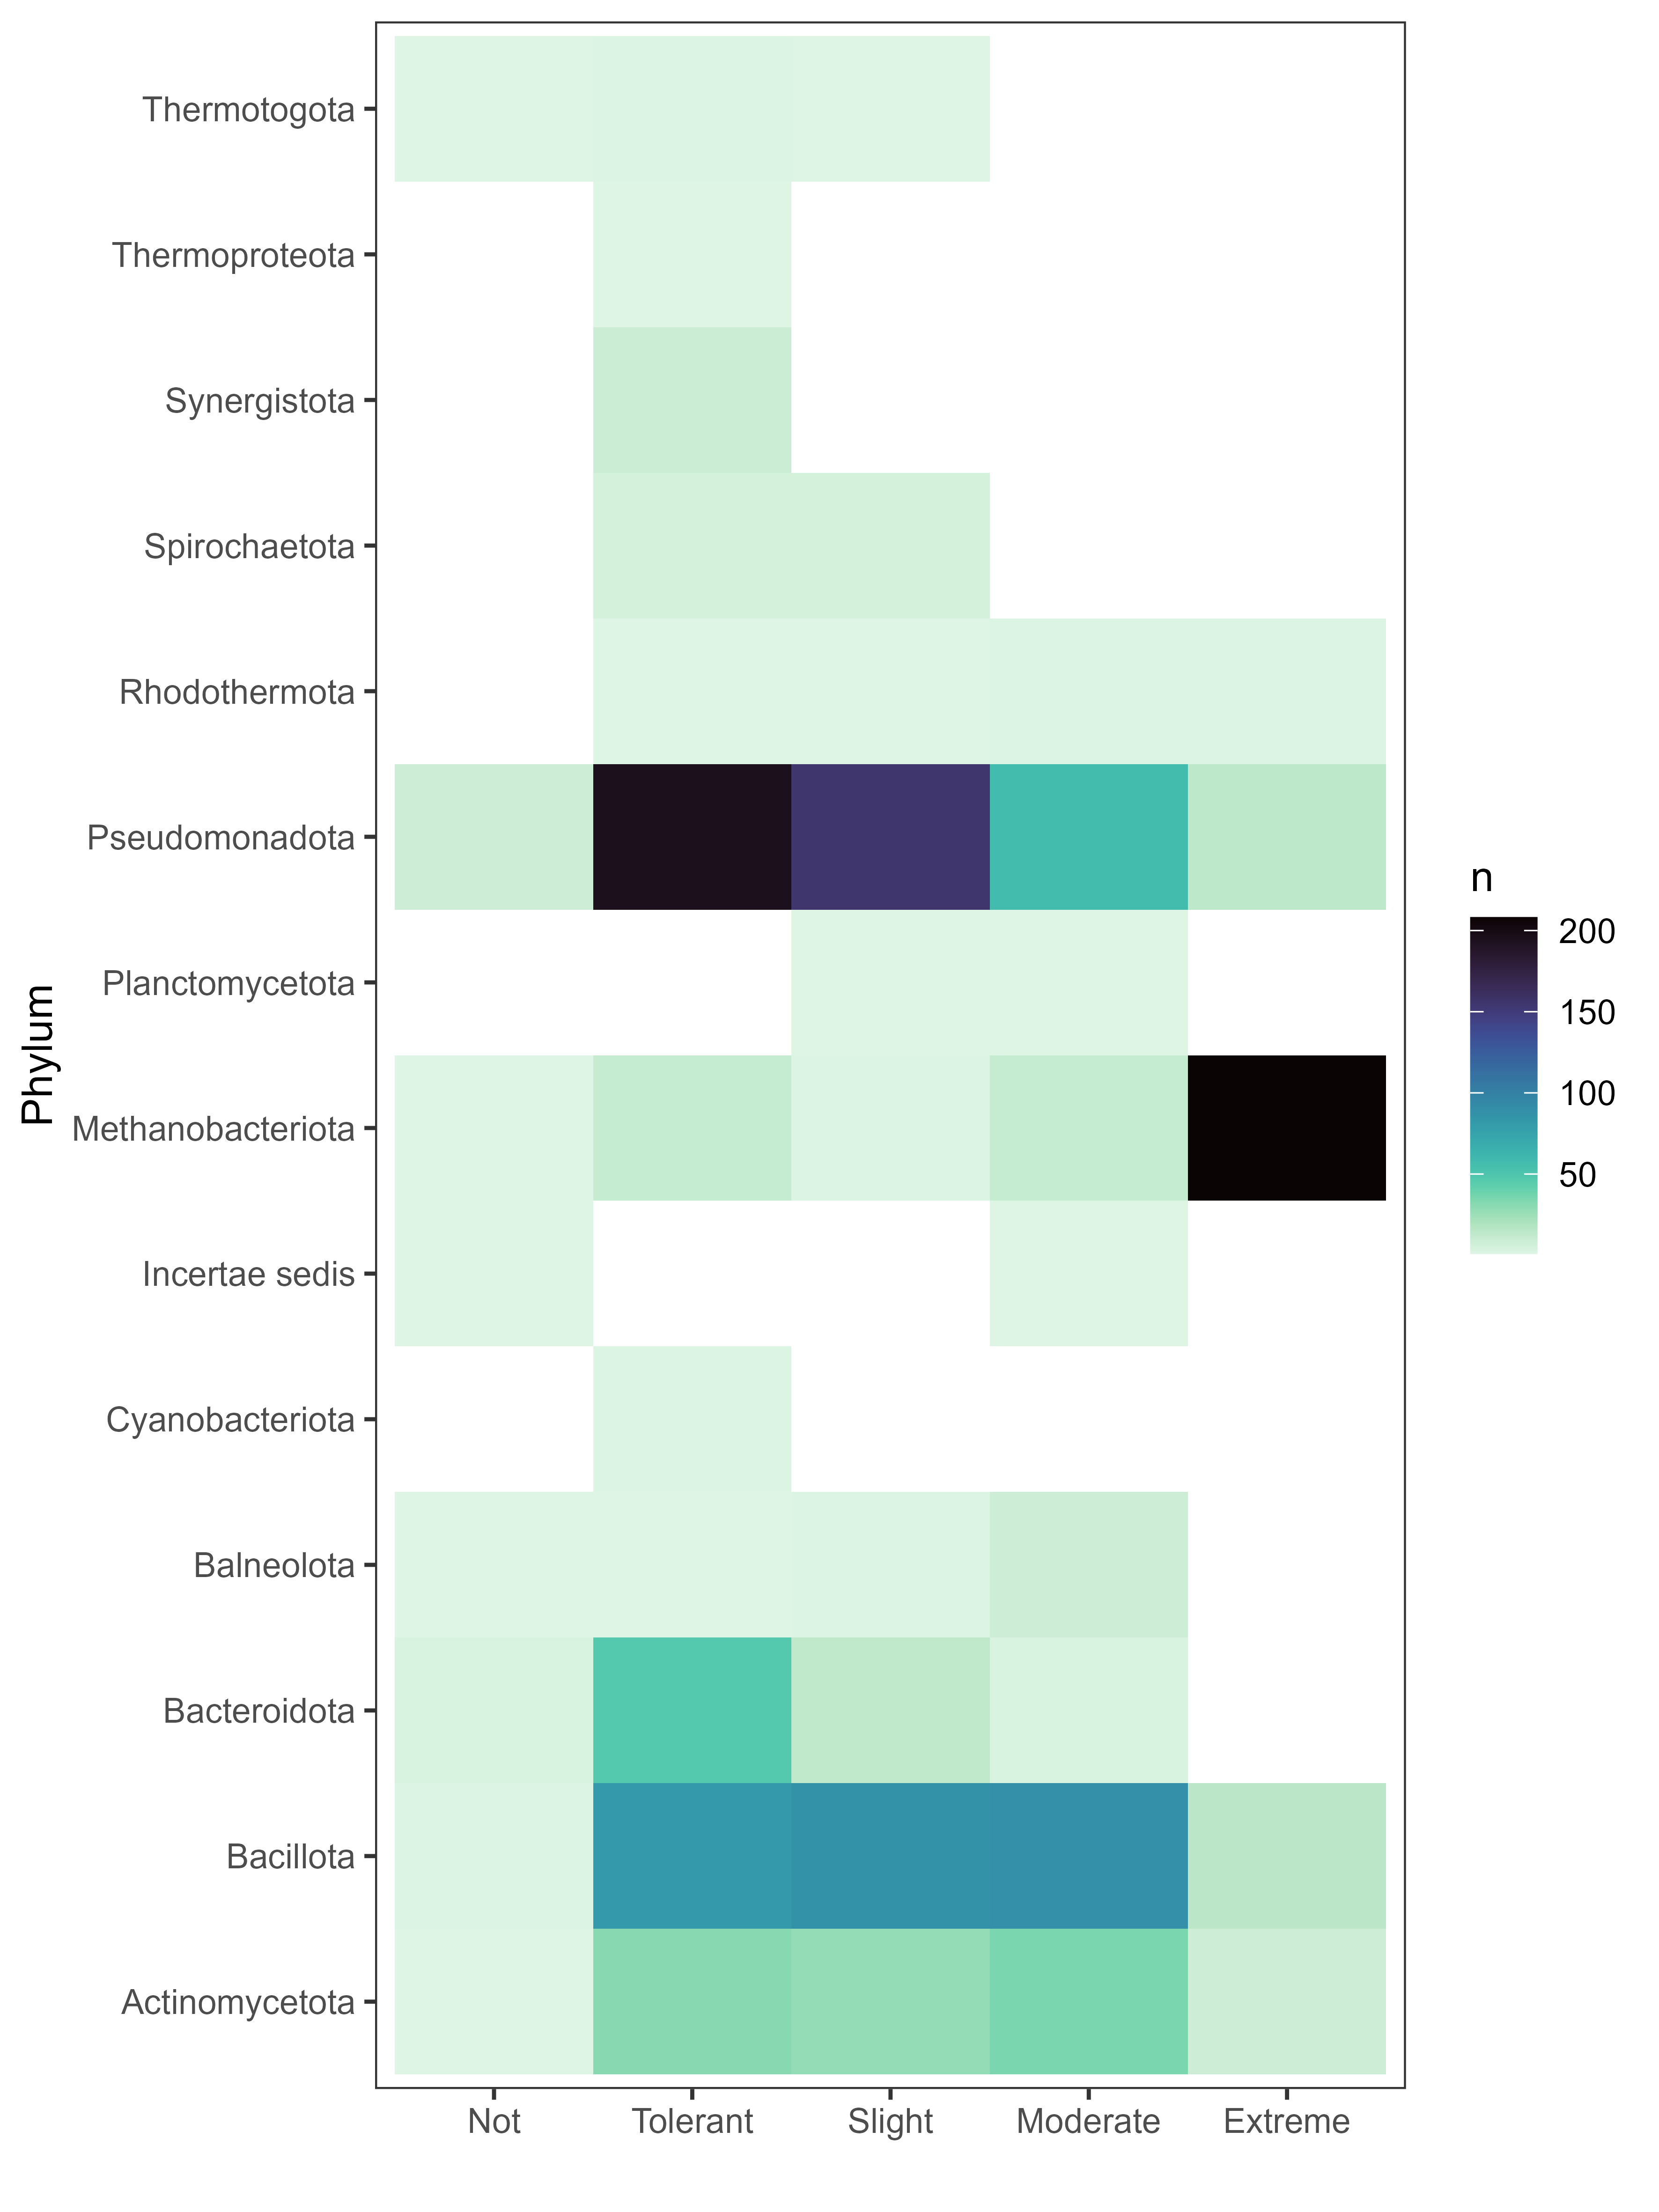 Phylum
Thermotogota
Thermoproteota
Synergistota
Spirochaetota
Rhodothermota
Pseudomonadota
Planctomycetota
Methanobacteriota
Incertae sedis
Cyanobacteriota
Balneolota
Bacteroidota
Bacillota
Actinomycetota
Not Tolerant Slight Moderate Extreme
n
200
150
100
50